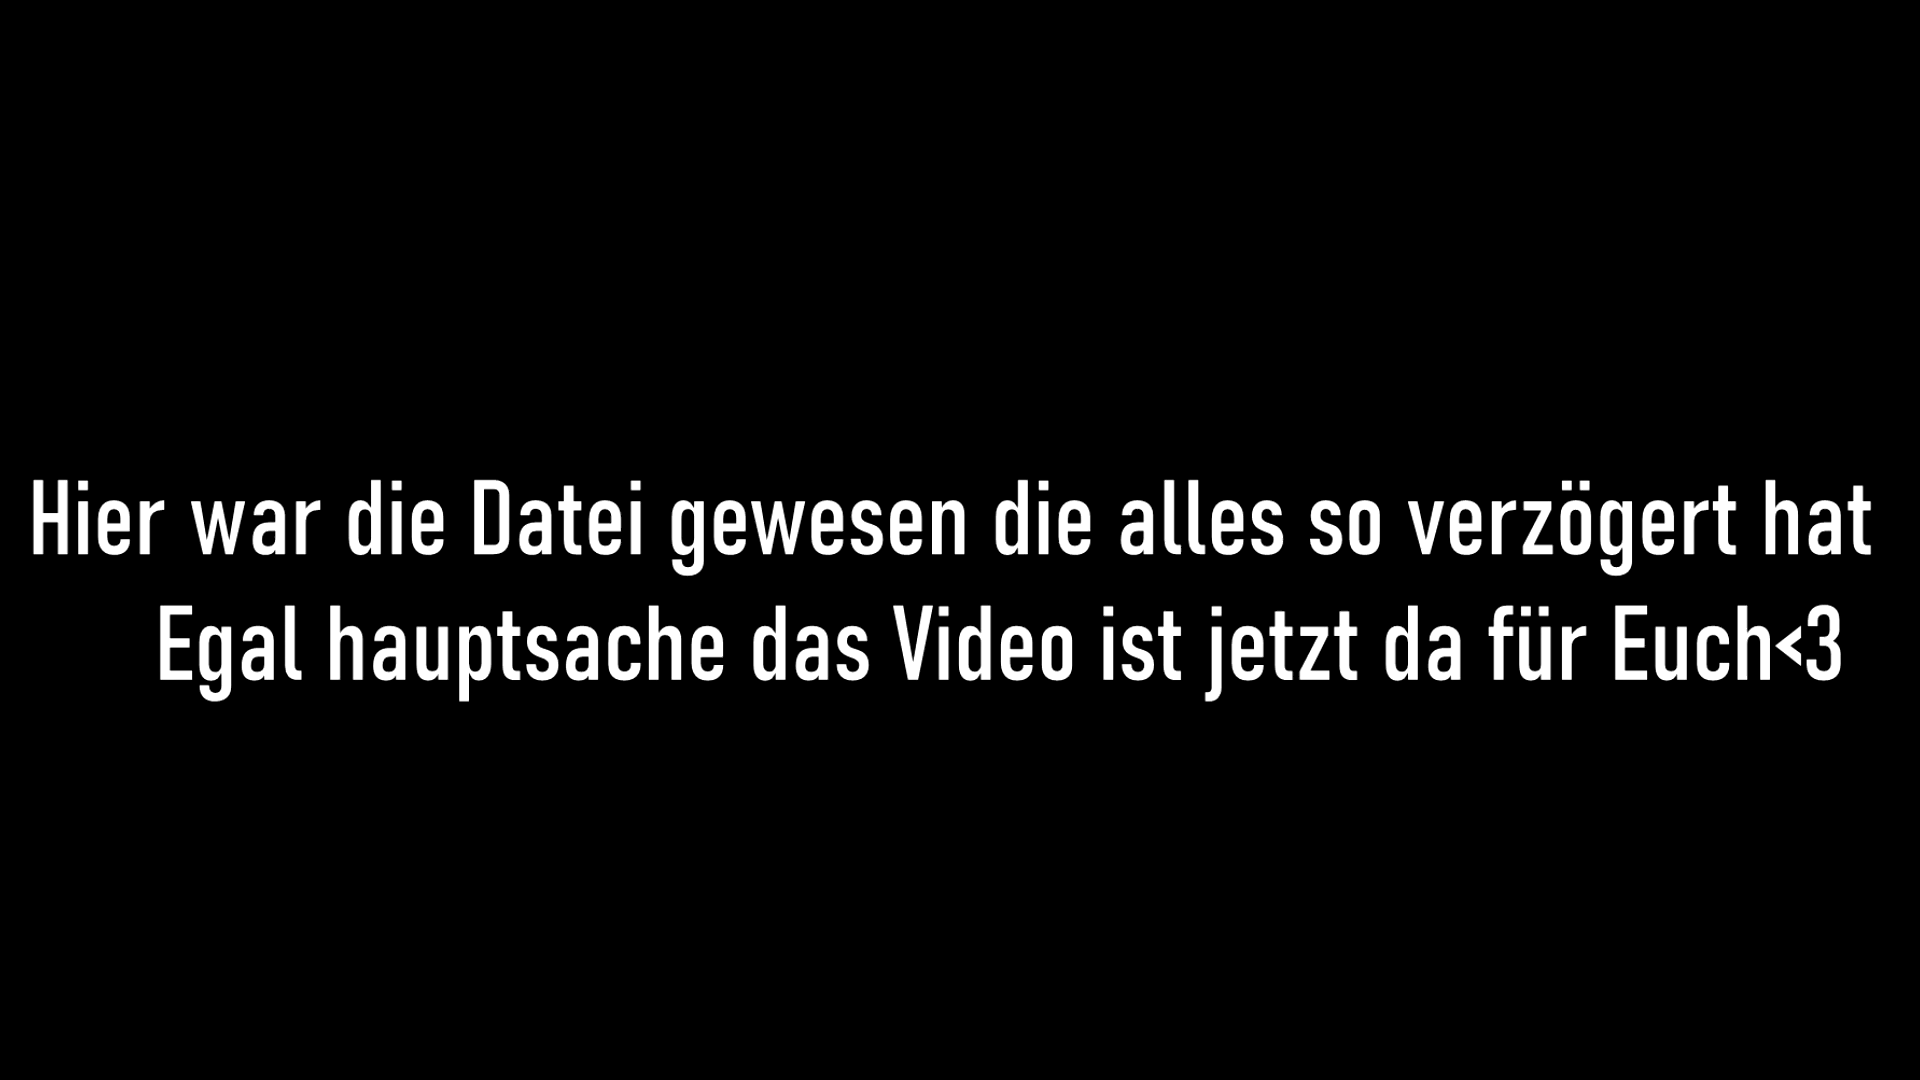 Hier war die Datei gewesen die alles so verzögert hat
Egal hauptsache das Video ist jetzt da für Euch<3